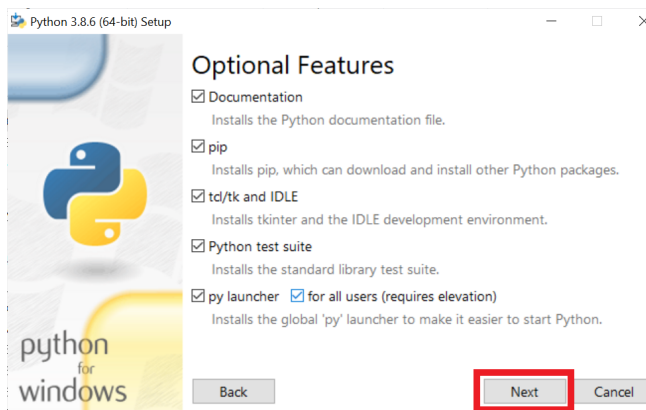 Python 3.8.6 (64-bit) Setup
Optional Features
Documentation
Installs the Python documentation file.
pip
Installs pip, which can download and install other Python packages.
tcl/tk and IDLE
Installs tkinter and the IDLE development environment.
Python test suite
Installs the standard library test suite.
py launcher for all users (requires elevation)
Installs the global 'py' launcher to make it easier to start Python.
python
for
windows
Back Next Cancel